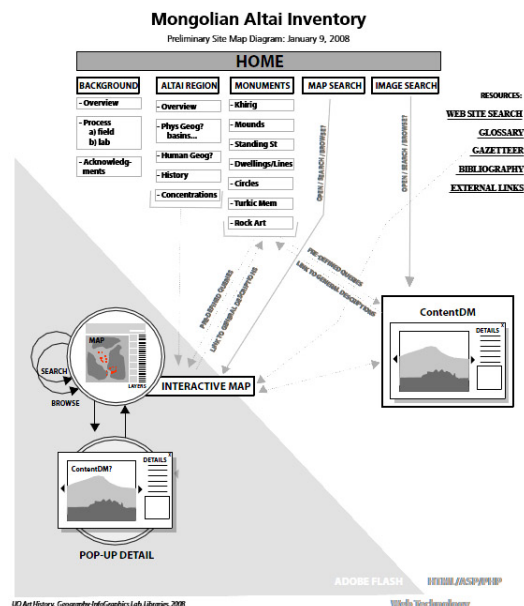 Mongolian Altai Inventory
Preliminary Site Map Diagram: January 9, 2008
HOME
BACKGROUND
- Overview
- Process
a) field
b) lab
- Acknowledg-
ments
ALTAI REGION
- Overview
- Phys Geog?
basins...
- Human Geog?
- History
- Concentrations
MONUMENTS
- Khirig
- Mounds
- Standing St
- Dwellings/Lines
- Circles
- Turkic Mem
- Rock Art
MAP SEARCH
OPEN / SEARCH / BROWSE?
IMAGE SEARCH
OPEN / SEARCH / BROWSE?
RESOURCES:
WEB SITE SEARCH
GLOSSARY
GAZETTEER
BIBLIOGRAPHY
EXTERNAL LINKS
PRE-DEFINED QUERIES
LINK TO GENERAL DESCRIPTIONS
PRE-DEFINED QUERIES
LINK TO GENERAL DESCRIPTIONS
ContentDM
DETAILS
x
MAP
LAYERS
SEARCH
BROWSE
INTERACTIVE MAP
ContentDM?
DETAILS
x
POP-UP DETAIL
ADOBE FLASH
HTML/ASP/PHP
Web Technology
UO Art History, Geography InfoGraphics Lab, Libraries, 2008